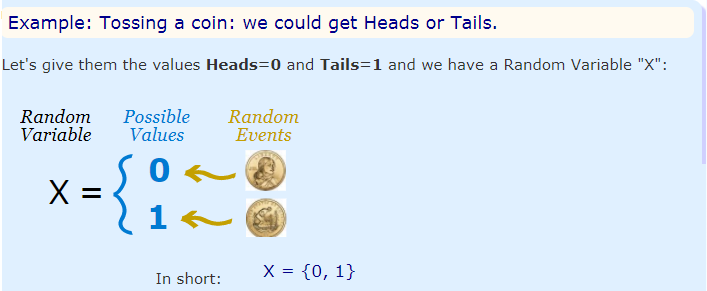 Example: Tossing a coin: we could get Heads or Tails.
Let's give them the values Heads=0 and Tails=1 and we have a Random Variable "X":
Random Variable
Possible Values
Random Events
X = {
0
1
In short: X = {0, 1}